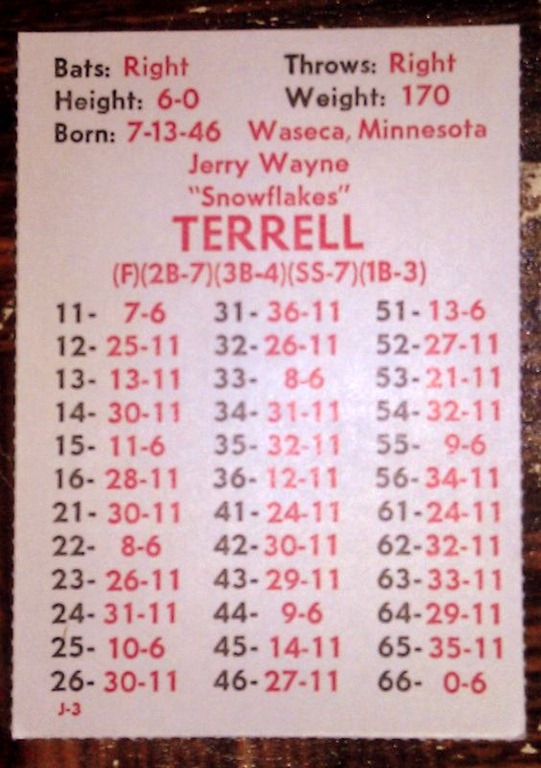 Bats: Right Throws: Right
Height: 6-0 Weight: 170
Born: 7-13-46 Waseca, Minnesota
Jerry Wayne
"Snowflakes"
TERRELL
(F)(2B-7)(3B-4)(SS-7)(1B-3)
11- 7-6 31- 36-11 51- 13-6
12- 25-11 32- 26-11 52- 27-11
13- 13-11 33- 8-6 53- 21-11
14- 30-11 34- 31-11 54- 32-11
15- 11-6 35- 32-11 55- 9-6
16- 28-11 36- 12-11 56- 34-11
21- 30-11 41- 24-11 61- 24-11
22- 8-6 42- 30-11 62- 32-11
23- 26-11 43- 29-11 63- 33-11
24- 31-11 44- 9-6 64- 29-11
25- 10-6 45- 14-11 65- 35-11
26- 30-11 46- 27-11 66- 0-6
J-3